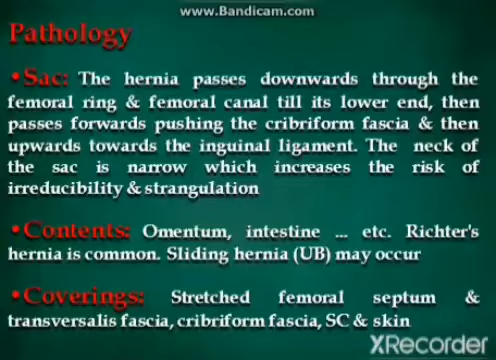 www.Bandicam.com
Pathology
•Sac: The hernia passes downwards through the
femoral ring & femoral canal till its lower end, then
passes forwards pushing the cribriform fascia & then
upwards towards the inguinal ligament. The neck of
the sac is narrow which increases the risk of
irreducibility & strangulation
•Contents: Omentum, intestine ... etc. Richter's
hernia is common. Sliding hernia (UB) may occur
•Coverings: Stretched femoral septum &
transversalis fascia, cribriform fascia, SC & skin
XRecorder